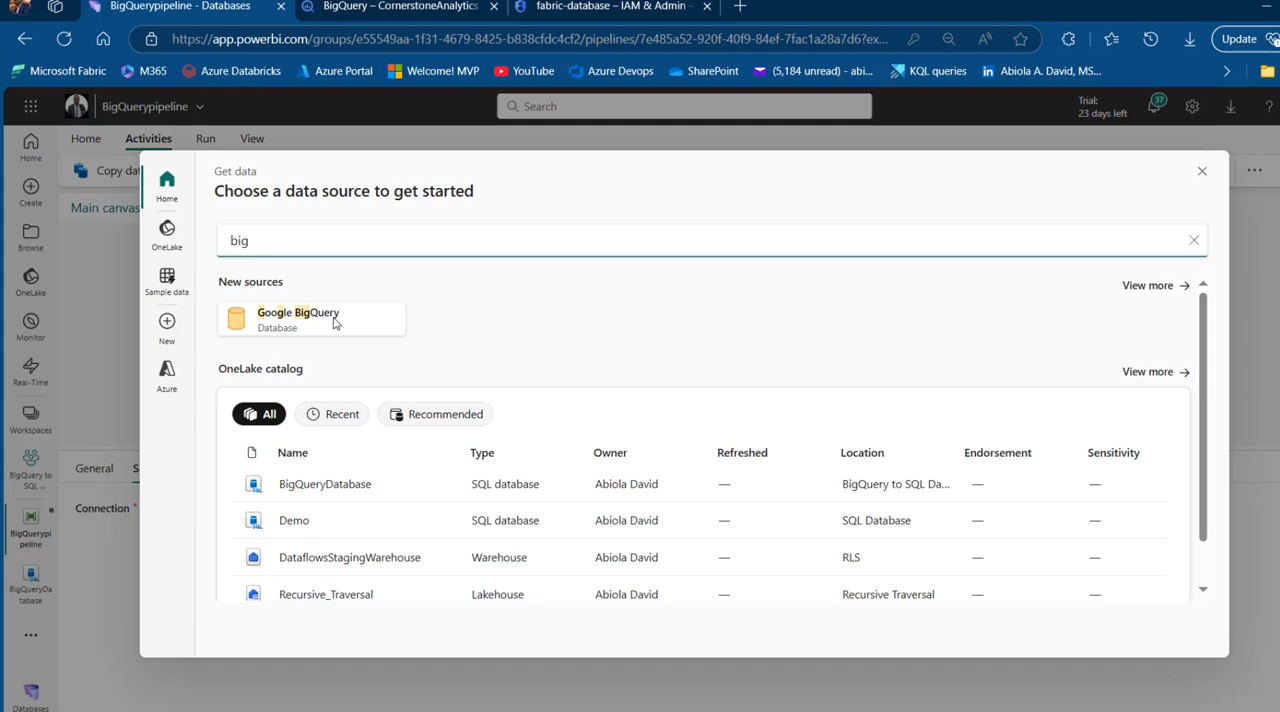 BigQuerypipeline - Databases
BigQuery – CornerstoneAnalytics
fabric-database – IAM & Admin -
https://app.powerbi.com/groups/e55549aa-1f31-4679-8425-b838cfdc4cf2/pipelines/7e485a52-920f-40f9-84ef-7fac1a28a7d6?ex...
Update
Microsoft Fabric
M365
Azure Databricks
Azure Portal
Welcome! MVP
YouTube
Azure Devops
SharePoint
(5,184 unread) - abi...
KQL queries
Abiola A. David, MS...
BigQuerypipeline
Search
Trial:
23 days left
37
Home
Activities
Run
View
Copy dat
Main canvas
Home
Create
Browse
OneLake
Monitor
Real-Time
Workspaces
BigQuery to
SQL ...
BigQuerypi
peline
BigQueryDa
tabase
Databases
General
S
Connection *
Home
OneLake
Sample data
New
Azure
Get data
Choose a data source to get started
big
New sources
View more
Google BigQuery
Database
OneLake catalog
View more
All
Recent
Recommended
Name Type Owner Refreshed Location Endorsement Sensitivity
BigQueryDatabase SQL database Abiola David — BigQuery to SQL Da... — —
Demo SQL database Abiola David — SQL Database — —
DataflowsStagingWarehouse Warehouse Abiola David — RLS — —
Recursive_Traversal Lakehouse Abiola David — Recursive Traversal — —